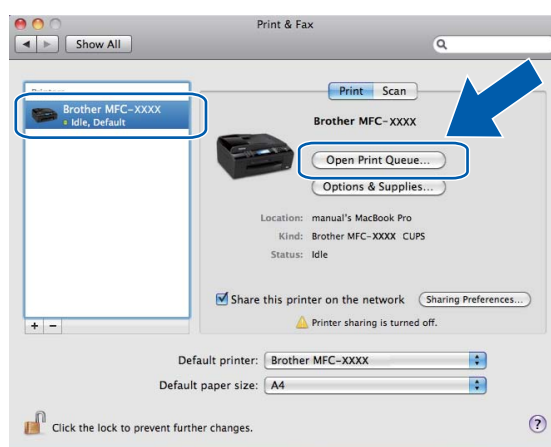 Print & Fax
Show All
Print Scan
Brother MFC-XXXX
Idle, Default
Brother MFC-XXXX
Open Print Queue...
Options & Supplies...
Location: manual's MacBook Pro
Kind: Brother MFC-XXXX CUPS
Status: Idle
Share this printer on the network Sharing Preferences...
Printer sharing is turned off.
+ −
Default printer: Brother MFC-XXXX
Default paper size: A4
Click the lock to prevent further changes. ?